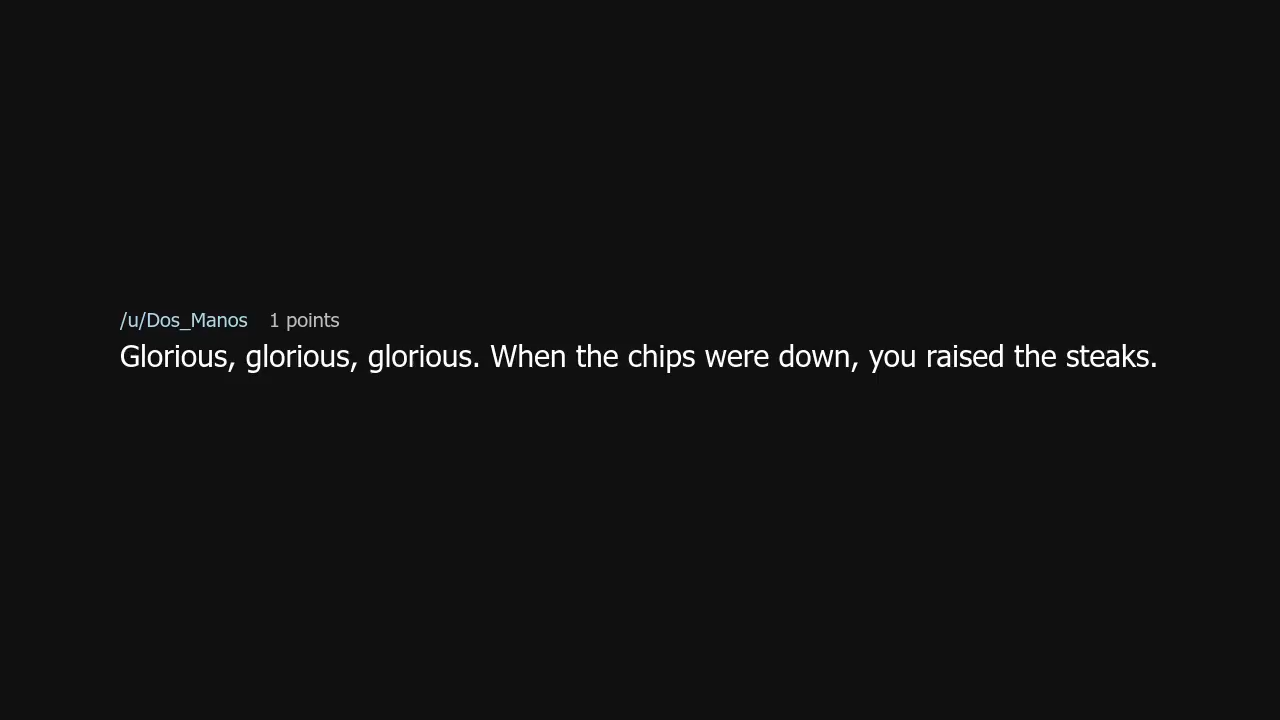 /u/Dos_Manos 1 points
Glorious, glorious, glorious. When the chips were down, you raised the steaks.